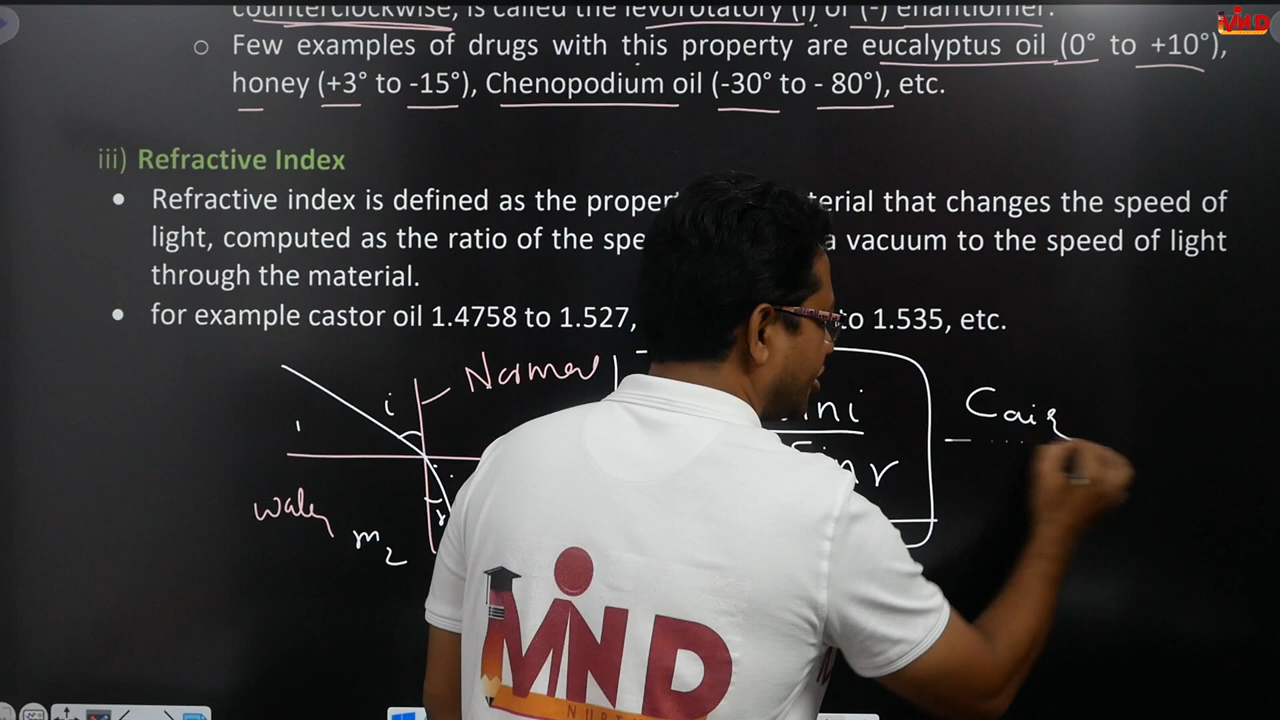 counterclockwise, is called the levorotatory (l) or (-) enantiomer.
MND
○ Few examples of drugs with this property are eucalyptus oil (0° to +10°),
honey (+3° to -15°), Chenopodium oil (-30° to - 80°), etc.
iii) Refractive Index
• Refractive index is defined as the terial that changes the speed of
light, computed as the ratio of the a vacuum to the speed of light
through the material.
• for example castor oil 1.4758 to 1.527, to 1.535, etc.
Normal
i
ni
Cair
r
water
m2
MND